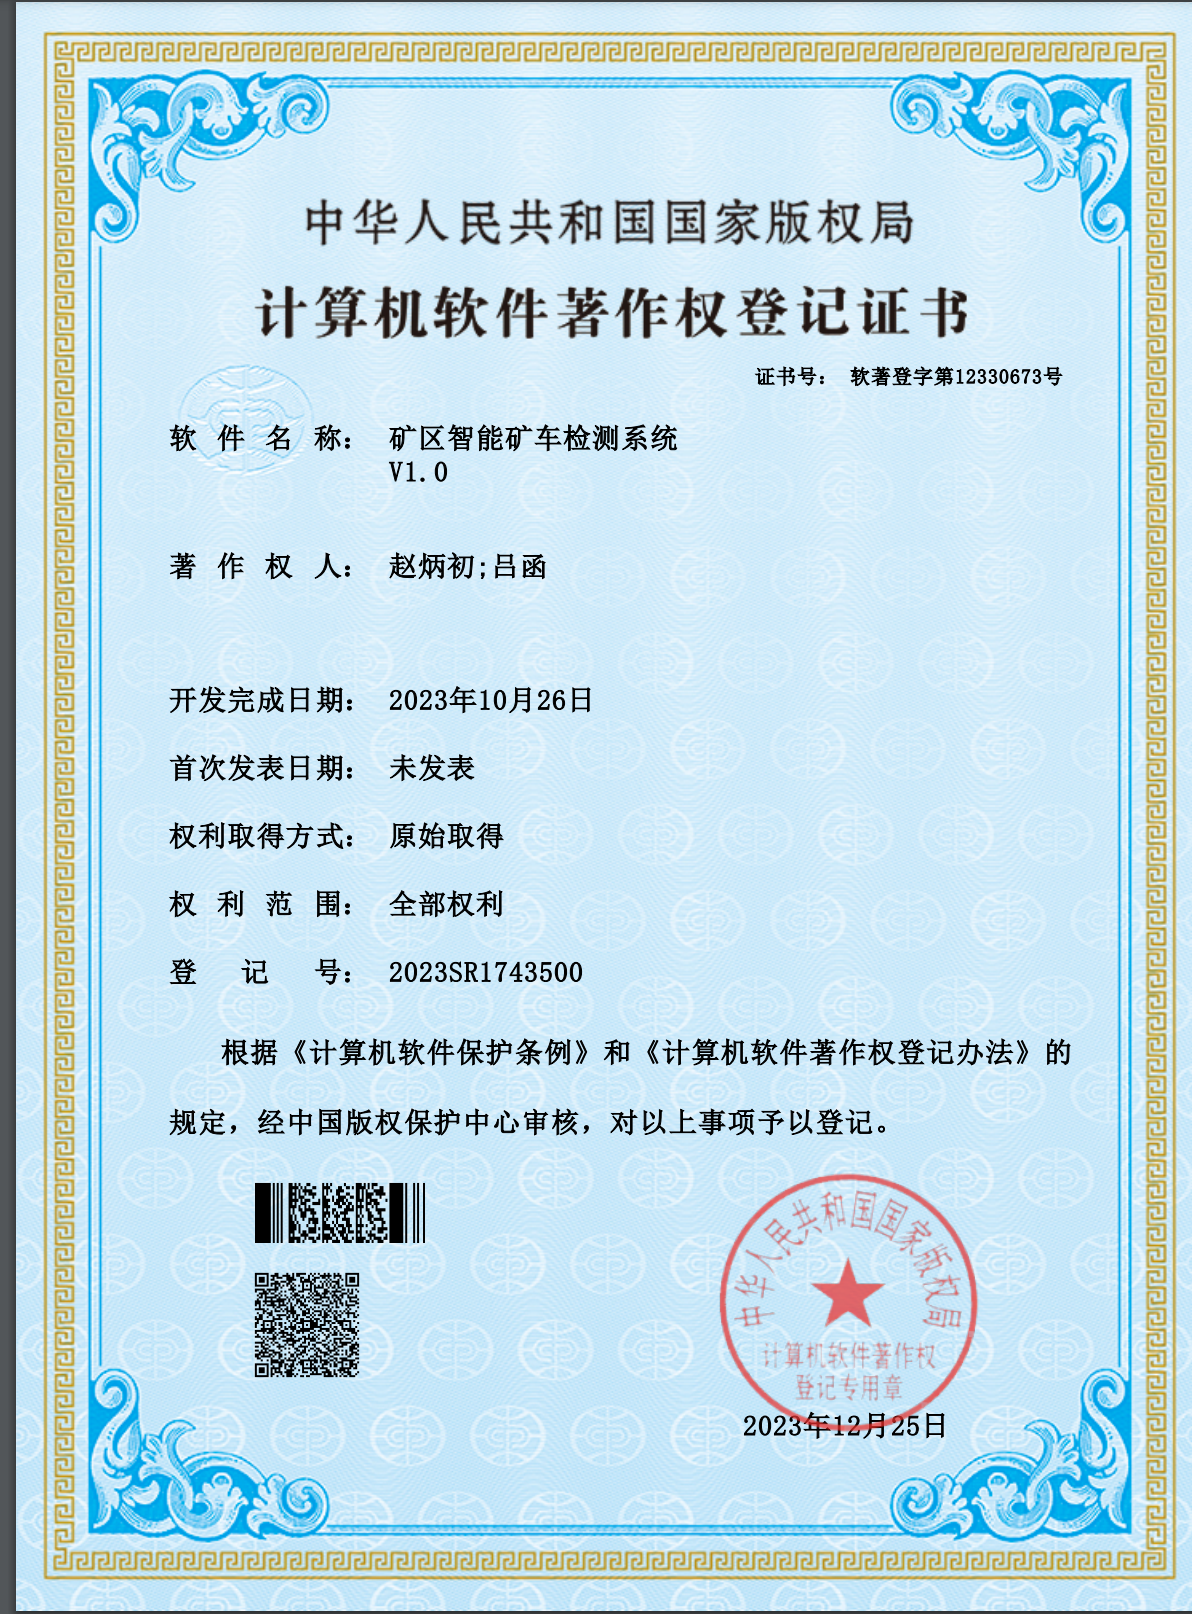 中华人民共和国国家版权局
计算机软件著作权登记证书
证书号： 软著登字第12330673号
软件名称： 矿区智能矿车检测系统
V1.0
著作权人： 赵炳初;吕函
开发完成日期： 2023年10月26日
首次发表日期： 未发表
权利取得方式： 原始取得
权利范围： 全部权利
登记号： 2023SR1743500
根据《计算机软件保护条例》和《计算机软件著作权登记办法》的
规定，经中国版权保护中心审核，对以上事项予以登记。
中华人民共和国国家版权局
计算机软件著作权
登记专用章
2023年12月25日